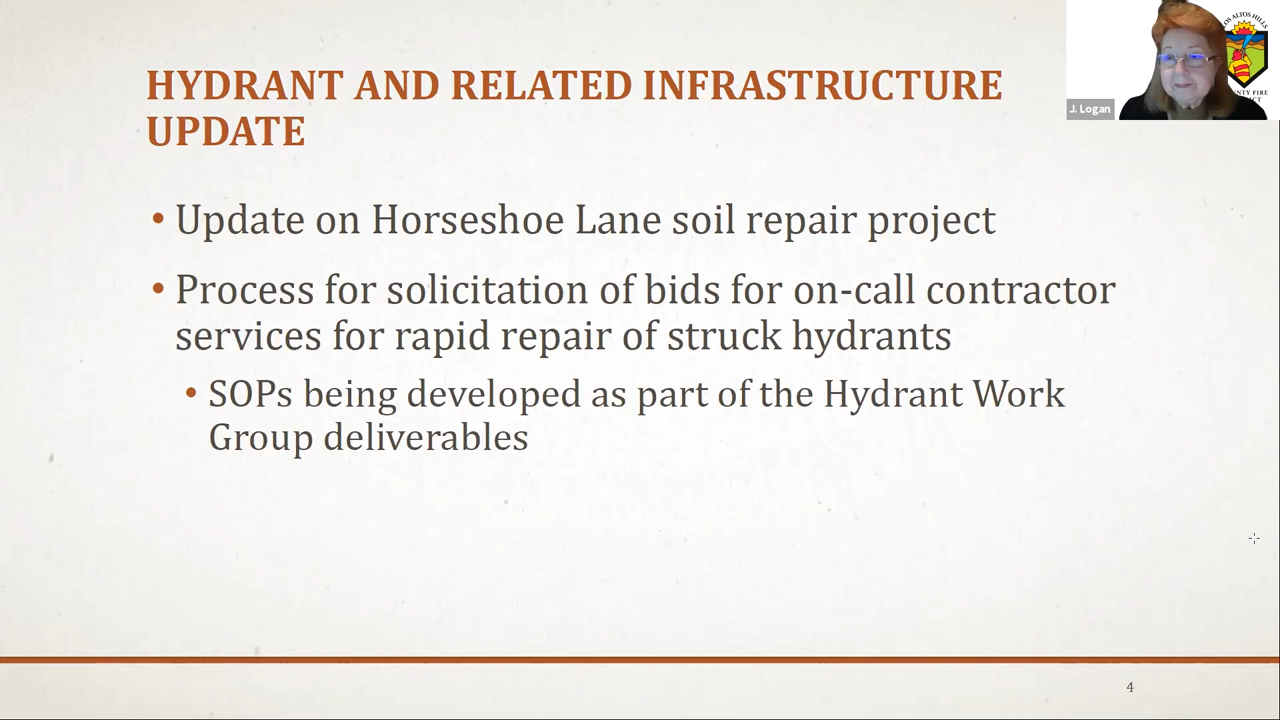 HYDRANT AND RELATED INFRASTRUCTURE
UPDATE
J. Logan
• Update on Horseshoe Lane soil repair project
• Process for solicitation of bids for on-call contractor
services for rapid repair of struck hydrants
• SOPs being developed as part of the Hydrant Work
Group deliverables
4